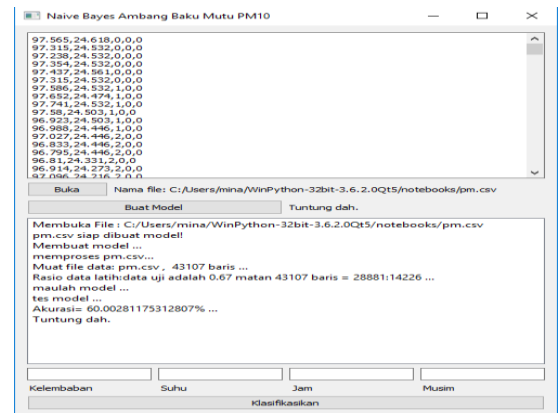 Naive Bayes Ambang Baku Mutu PM10
97.565,24.618,0,0,0
97.315,24.532,0,0,0
97.238,24.532,0,0,0
97.354,24.532,0,0,0
97.437,24.561,0,0,0
97.315,24.532,0,0,0
97.586,24.532,1,0,0
97.652,24.474,1,0,0
97.741,24.532,1,0,0
97.58,24.503,1,0,0
96.923,24.503,1,0,0
96.988,24.446,1,0,0
97.027,24.446,2,0,0
96.833,24.446,2,0,0
96.795,24.446,2,0,0
96.81,24.331,2,0,0
96.914,24.273,2,0,0
97.096,24.216,2,0,0
Buka Nama file: C:/Users/mina/WinPython-32bit-3.6.2.0Qt5/notebooks/pm.csv
Buat Model Tuntung dah.
Membuka File : C:/Users/mina/WinPython-32bit-3.6.2.0Qt5/notebooks/pm.csv
pm.csv siap dibuat model!
Membuat model ...
memproses pm.csv...
Muat file data: pm.csv , 43107 baris ...
Rasio data latih:data uji adalah 0.67 matan 43107 baris = 28881:14226 ...
maulah model ...
tes model ...
Akurasi= 60.00281175312807% ...
Tuntung dah.
Kelembaban Suhu Jam Musim
Klasifikasikan